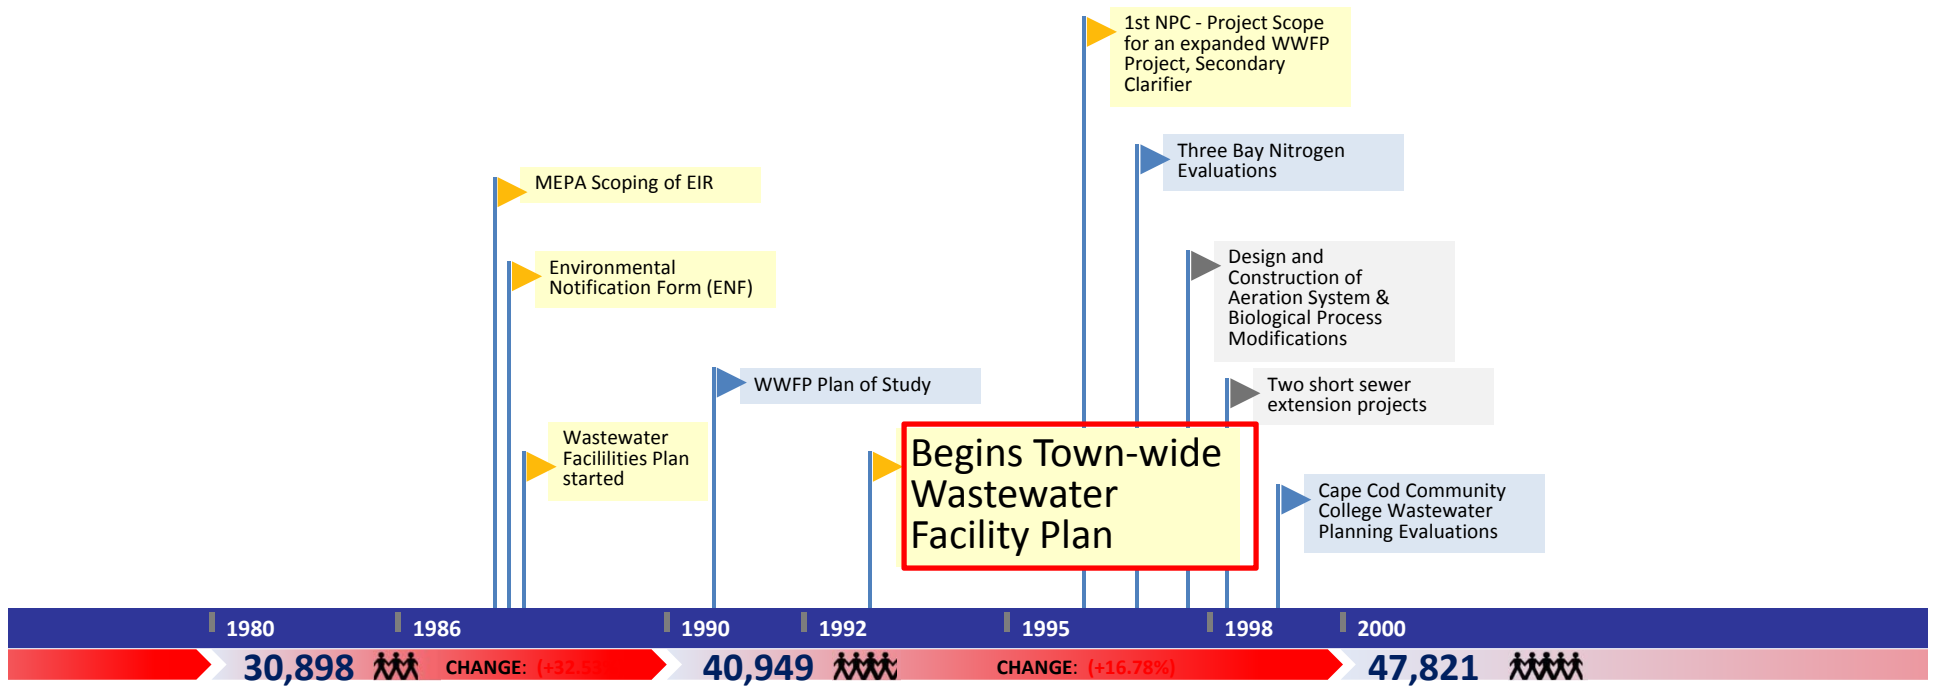 1st NPC - Project Scope
for an expanded WWFP
Project, Secondary
Clarifier
Three Bay Nitrogen
Evaluations
MEPA Scoping of EIR
Environmental
Notification Form (ENF)
Design and
Construction of
Aeration System &
Biological Process
Modifications
WWFP Plan of Study
Two short sewer
extension projects
Wastewater
Facililities Plan
started
Begins Town-wide
Wastewater
Facility Plan
Cape Cod Community
College Wastewater
Planning Evaluations
1980 1986 1990 1992 1995 1998 2000
30,898 CHANGE: (+32.53 40,949 CHANGE: (+16.78%) 47,821